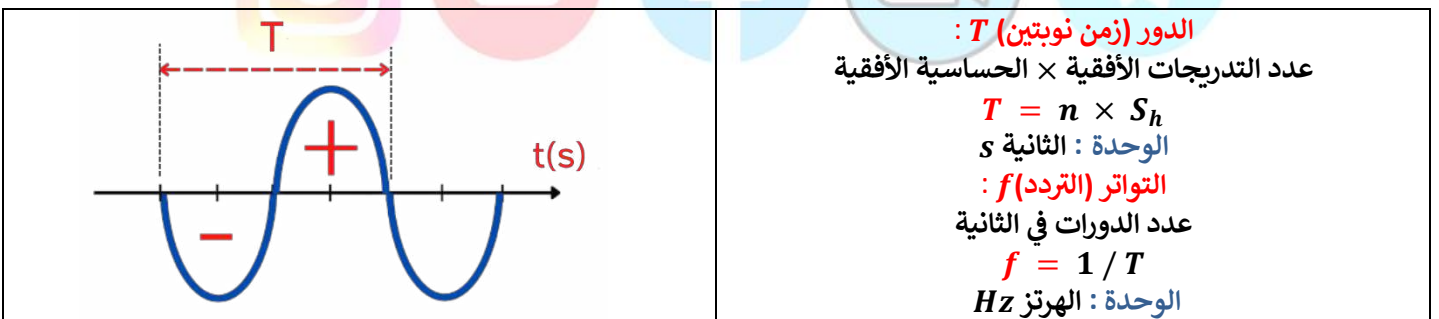 الدور (زمن نوبتين) T :
عدد التدريجات الأفقية × الحساسية الأفقية
T = n × S_h
الوحدة : الثانية s
التواتر (التردد) f :
عدد الدورات في الثانية
f = 1 / T
الوحدة : الهرتز Hz
T
+
t(s)
−